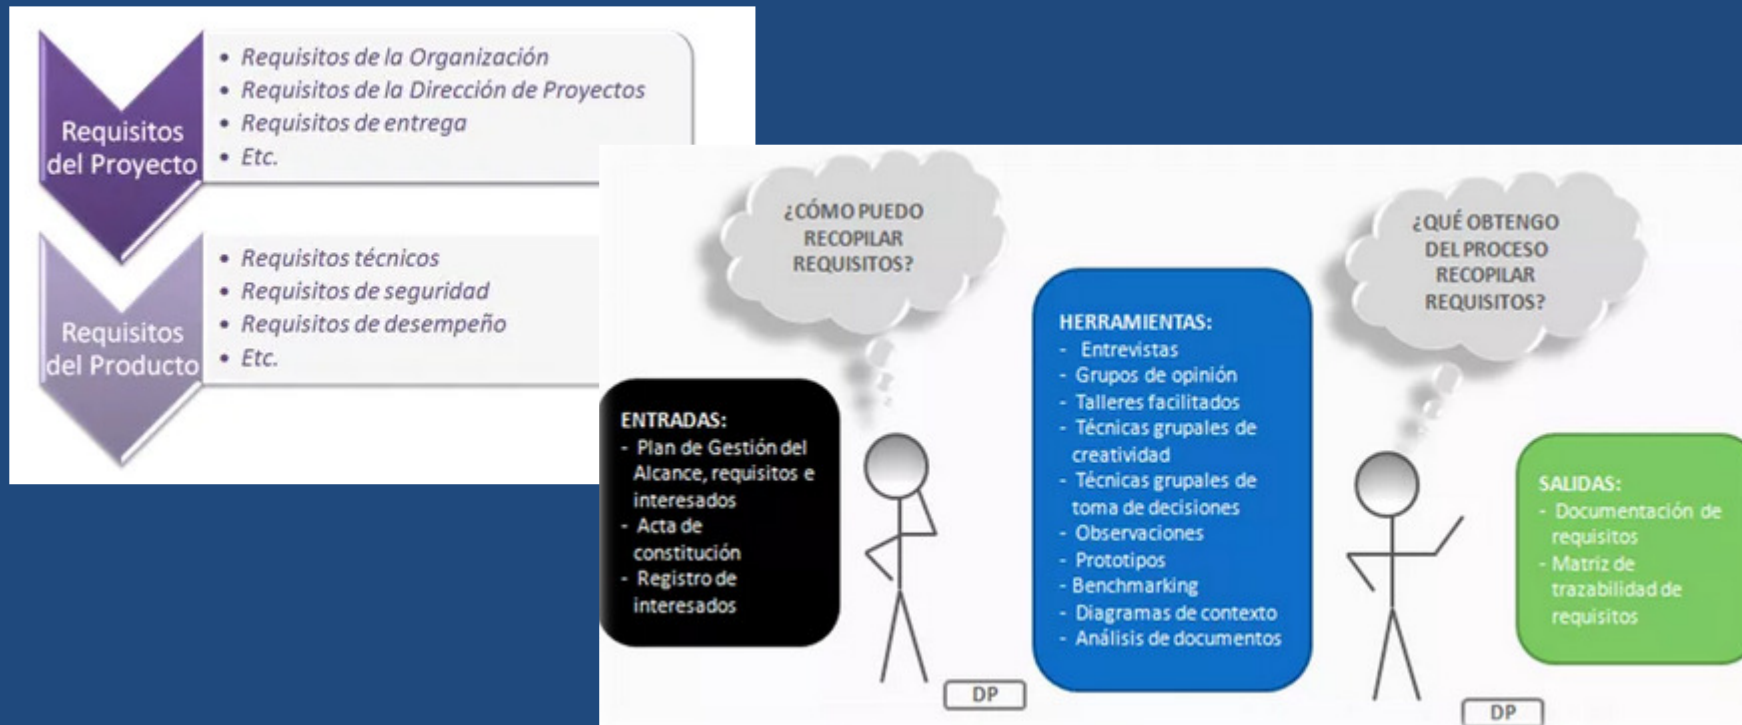 Requisitos
del Proyecto
• Requisitos de la Organización
• Requisitos de la Dirección de Proyectos
• Requisitos de entrega
• Etc.
Requisitos
del Producto
• Requisitos técnicos
• Requisitos de seguridad
• Requisitos de desempeño
• Etc.
¿CÓMO PUEDO
RECOPILAR
REQUISITOS?
ENTRADAS:
- Plan de Gestión del
Alcance, requisitos e
interesados
- Acta de
constitución
- Registro de
interesados
DP
HERRAMIENTAS:
- Entrevistas
- Grupos de opinión
- Talleres facilitados
- Técnicas grupales de
creatividad
- Técnicas grupales de
toma de decisiones
- Observaciones
- Prototipos
- Benchmarking
- Diagramas de contexto
- Análisis de documentos
¿QUÉ OBTENGO
DEL PROCESO
RECOPILAR
REQUISITOS?
DP
SALIDAS:
- Documentación de
requisitos
- Matriz de
trazabilidad de
requisitos